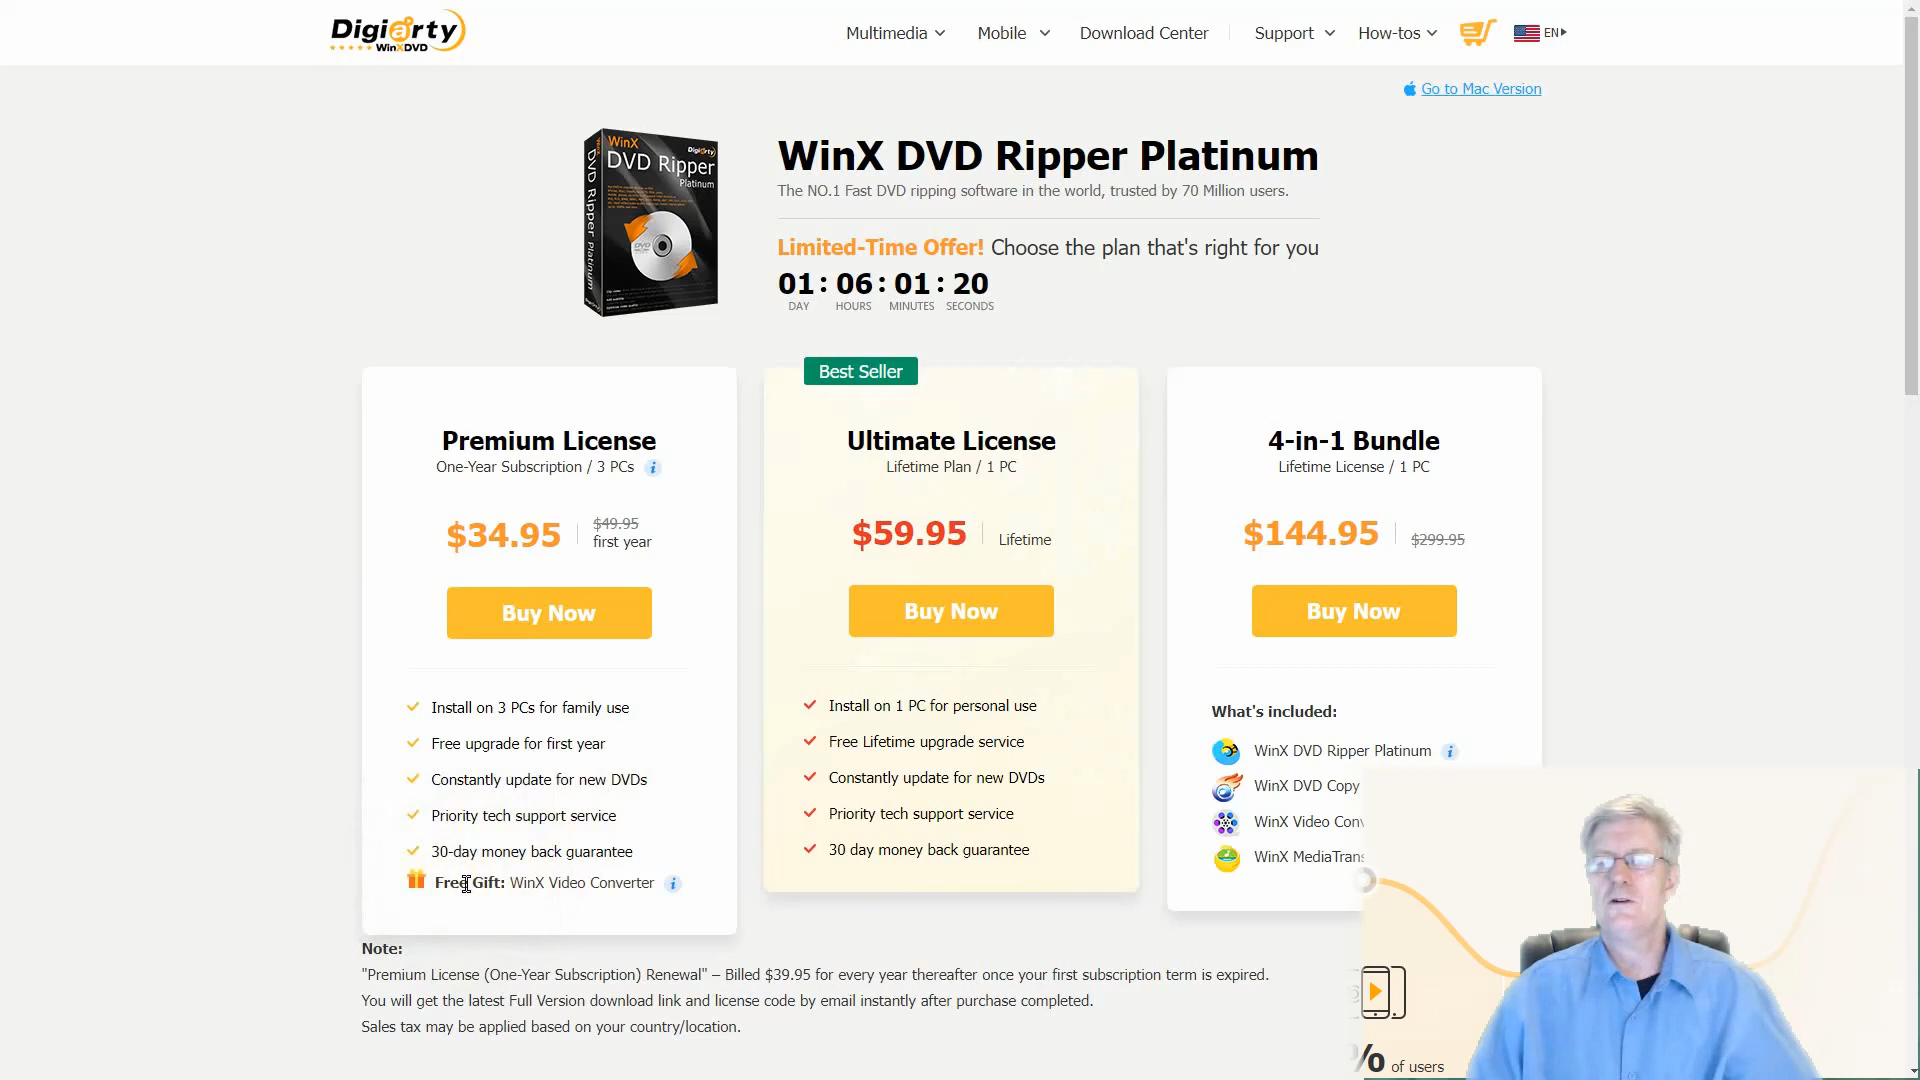 Digiarty
WinXDVD
Multimedia
Mobile
Download Center
Support
How-tos
EN
Go to Mac Version
WinX
DVD Ripper
Platinum
Digiarty
DVD Ripper Platinum
WinX DVD Ripper Platinum
The NO.1 Fast DVD ripping software in the world, trusted by 70 Million users.
Limited-Time Offer! Choose the plan that's right for you
01 : 06 : 01 : 20
DAY HOURS MINUTES SECONDS
Premium License
One-Year Subscription / 3 PCs
$34.95
$49.95
first year
Buy Now
Install on 3 PCs for family use
Free upgrade for first year
Constantly update for new DVDs
Priority tech support service
30-day money back guarantee
Free Gift: WinX Video Converter
Best Seller
Ultimate License
Lifetime Plan / 1 PC
$59.95
Lifetime
Buy Now
Install on 1 PC for personal use
Free Lifetime upgrade service
Constantly update for new DVDs
Priority tech support service
30 day money back guarantee
4-in-1 Bundle
Lifetime License / 1 PC
$144.95
$299.95
Buy Now
What's included:
WinX DVD Ripper Platinum
WinX DVD Copy
WinX Video Conv
WinX MediaTrans
Note:
"Premium License (One-Year Subscription) Renewal" – Billed $39.95 for every year thereafter once your first subscription term is expired.
You will get the latest Full Version download link and license code by email instantly after purchase completed.
Sales tax may be applied based on your country/location.
% of users